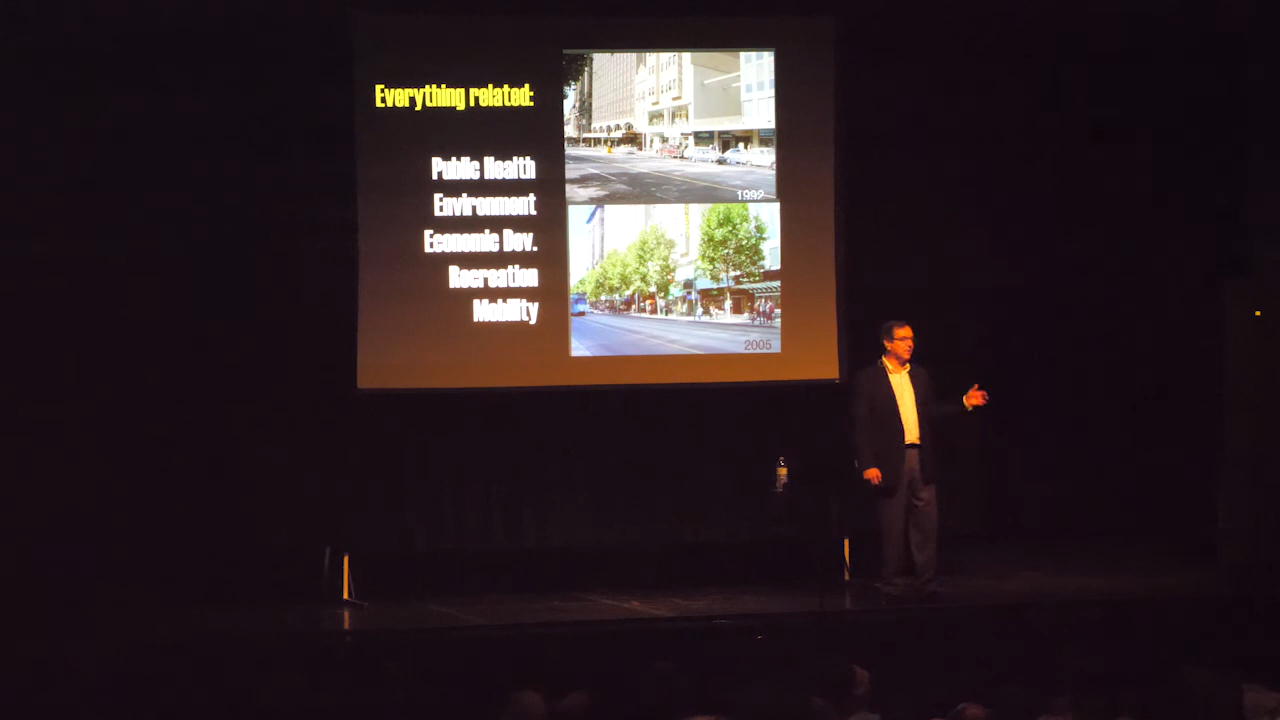 Everything related:
Public Health
Environment
Economic Dev.
Recreation
Mobility
1992
2005